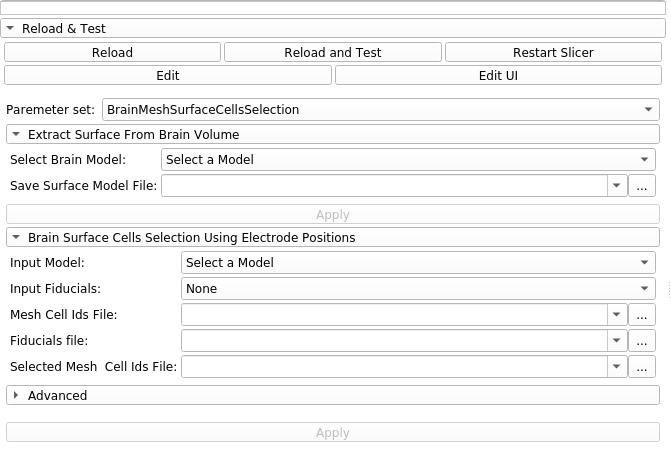 Reload & Test
Reload Reload and Test Restart Slicer
Edit Edit UI
Paremeter set: BrainMeshSurfaceCellsSelection
Extract Surface From Brain Volume
Select Brain Model: Select a Model
Save Surface Model File: ...
Apply
Brain Surface Cells Selection Using Electrode Positions
Input Model: Select a Model
Input Fiducials: None
Mesh Cell Ids File: ...
Fiducials file: ...
Selected Mesh  Cell Ids File: ...
Advanced
Apply